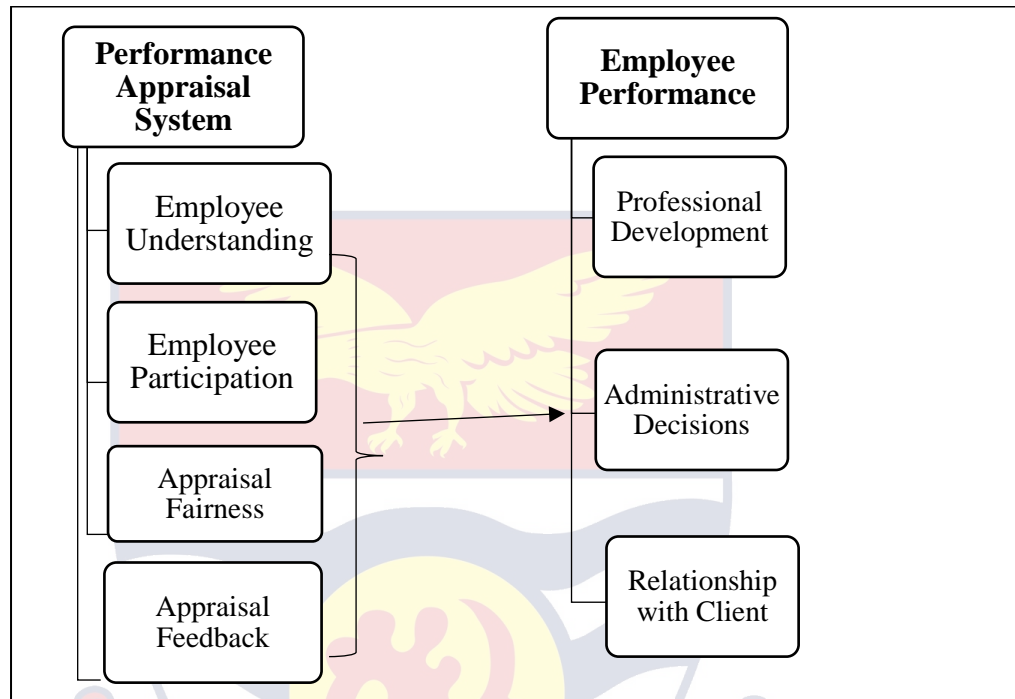 Performance
Appraisal
System
Employee
Understanding
Employee
Participation
Appraisal
Fairness
Appraisal
Feedback
Employee
Performance
Professional
Development
Administrative
Decisions
Relationship
with Client